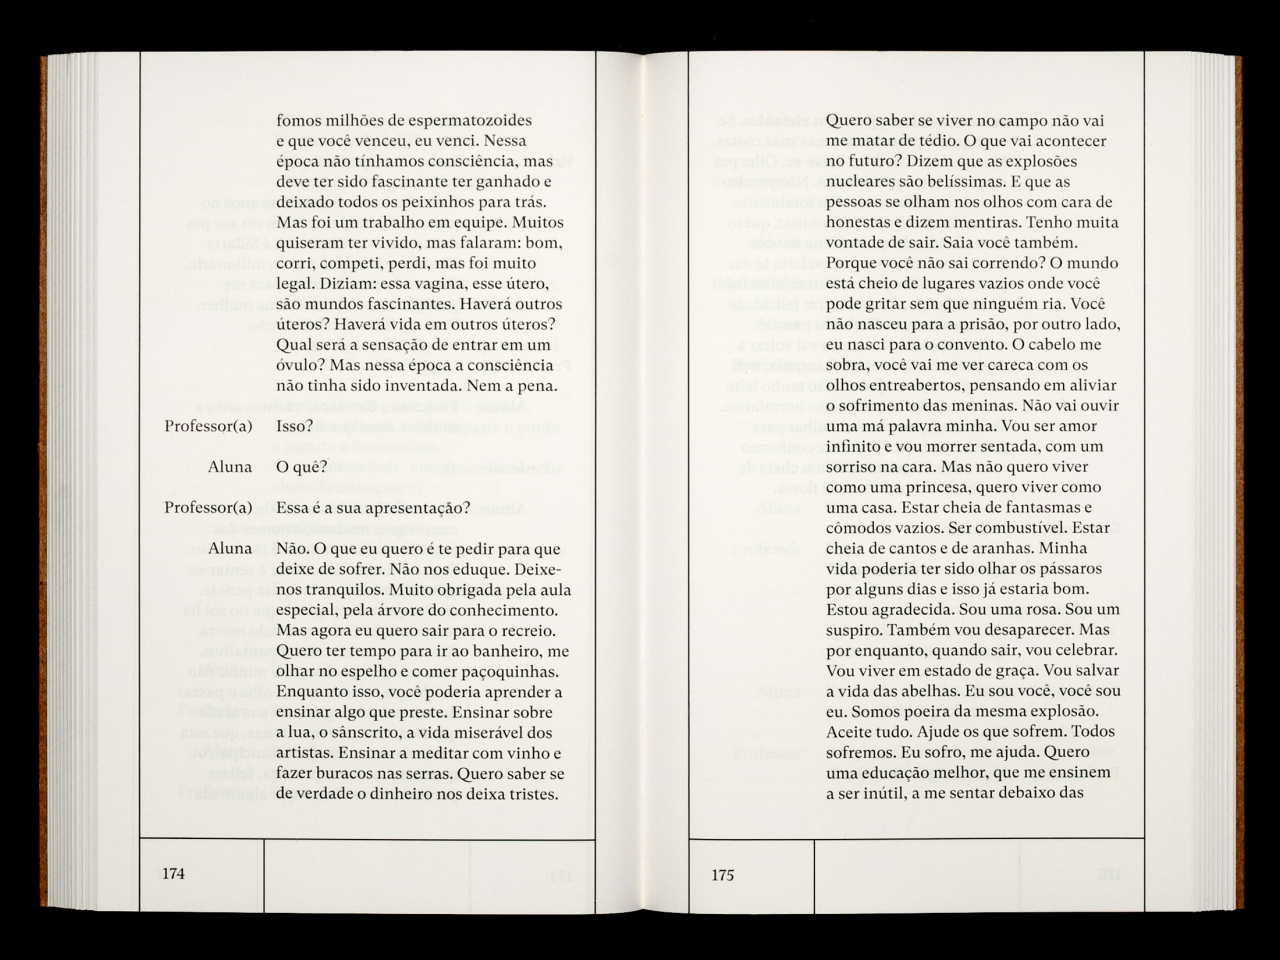 fomos milhões de espermatozoides
e que você venceu, eu venci. Nessa
época não tínhamos consciência, mas
deve ter sido fascinante ter ganhado e
deixado todos os peixinhos para trás.
Mas foi um trabalho em equipe. Muitos
quiseram ter vivido, mas falaram: bom,
corri, competi, perdi, mas foi muito
legal. Diziam: essa vagina, esse útero,
são mundos fascinantes. Haverá outros
úteros? Haverá vida em outros úteros?
Qual será a sensação de entrar em um
óvulo? Mas nessa época a consciência
não tinha sido inventada. Nem a pena.
Professor(a) Isso?
Aluna O quê?
Professor(a) Essa é a sua apresentação?
Aluna Não. O que eu quero é te pedir para que
deixe de sofrer. Não nos eduque. Deixe-
nos tranquilos. Muito obrigada pela aula
especial, pela árvore do conhecimento.
Mas agora eu quero sair para o recreio.
Quero ter tempo para ir ao banheiro, me
olhar no espelho e comer paçoquinhas.
Enquanto isso, você poderia aprender a
ensinar algo que preste. Ensinar sobre
a lua, o sânscrito, a vida miserável dos
artistas. Ensinar a meditar com vinho e
fazer buracos nas serras. Quero saber se
de verdade o dinheiro nos deixa tristes.
174
Quero saber se viver no campo não vai
me matar de tédio. O que vai acontecer
no futuro? Dizem que as explosões
nucleares são belíssimas. E que as
pessoas se olham nos olhos com cara de
honestas e dizem mentiras. Tenho muita
vontade de sair. Saia você também.
Porque você não sai correndo? O mundo
está cheio de lugares vazios onde você
pode gritar sem que ninguém ria. Você
não nasceu para a prisão, por outro lado,
eu nasci para o convento. O cabelo me
sobra, você vai me ver careca com os
olhos entreabertos, pensando em aliviar
o sofrimento das meninas. Não vai ouvir
uma má palavra minha. Vou ser amor
infinito e vou morrer sentada, com um
sorriso na cara. Mas não quero viver
como uma princesa, quero viver como
uma casa. Estar cheia de fantasmas e
cômodos vazios. Ser combustível. Estar
cheia de cantos e de aranhas. Minha
vida poderia ter sido olhar os pássaros
por alguns dias e isso já estaria bom.
Estou agradecida. Sou uma rosa. Sou um
suspiro. Também vou desaparecer. Mas
por enquanto, quando sair, vou celebrar.
Vou viver em estado de graça. Vou salvar
a vida das abelhas. Eu sou você, você sou
eu. Somos poeira da mesma explosão.
Aceite tudo. Ajude os que sofrem. Todos
sofremos. Eu sofro, me ajuda. Quero
uma educação melhor, que me ensinem
a ser inútil, a me sentar debaixo das
175